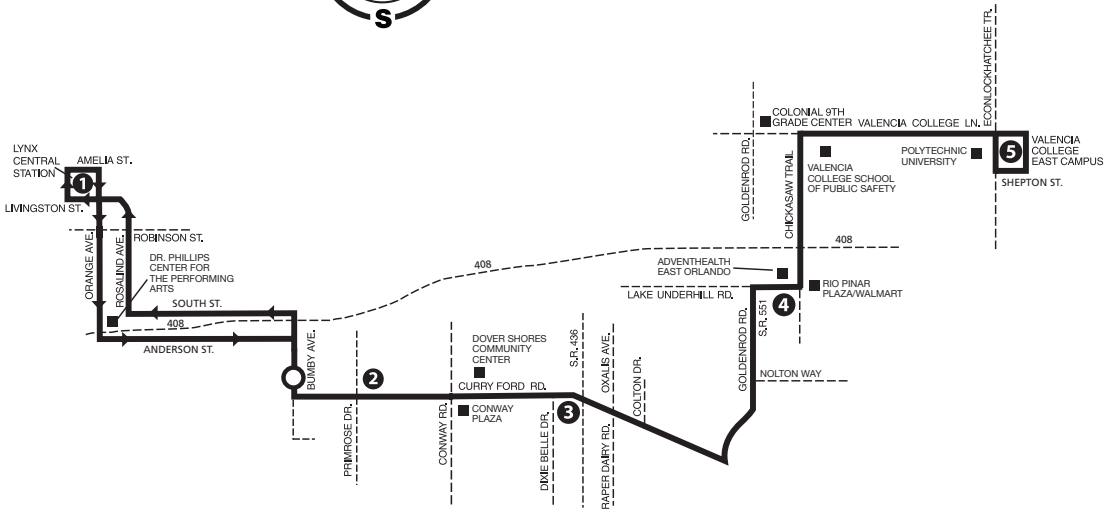 S
LYNX
CENTRAL
STATION
AMELIA ST.
1
LIVINGSTON ST.
ORANGE AVE.
ROSALIND AVE.
ROBINSON ST.
DR. PHILLIPS
CENTER FOR
THE PERFORMING
ARTS
SOUTH ST.
408
ANDERSON ST.
BUMBY AVE.
2
PRIMROSE DR.
CONWAY RD.
DOVER SHORES
COMMUNITY
CENTER
CURRY FORD RD.
CONWAY
PLAZA
408
DIXIE BELLE DR.
3
S.R. 436
OXALIS AVE.
RAPER DAIRY RD.
COLTON DR.
NOLTON WAY
GOLDENROD RD.
S.R. 551
LAKE UNDERHILL RD.
4
ADVENTHEALTH
EAST ORLANDO
RIO PINAR
PLAZA/WALMART
408
CHICKASAW TRAIL
GOLDENROD RD.
COLONIAL 9TH
GRADE CENTER
VALENCIA COLLEGE LN.
VALENCIA
COLLEGE SCHOOL
OF PUBLIC SAFETY
POLYTECHNIC
UNIVERSITY
ECONLOCKHATCHEE TR.
5
VALENCIA
COLLEGE
EAST CAMPUS
SHEPTON ST.